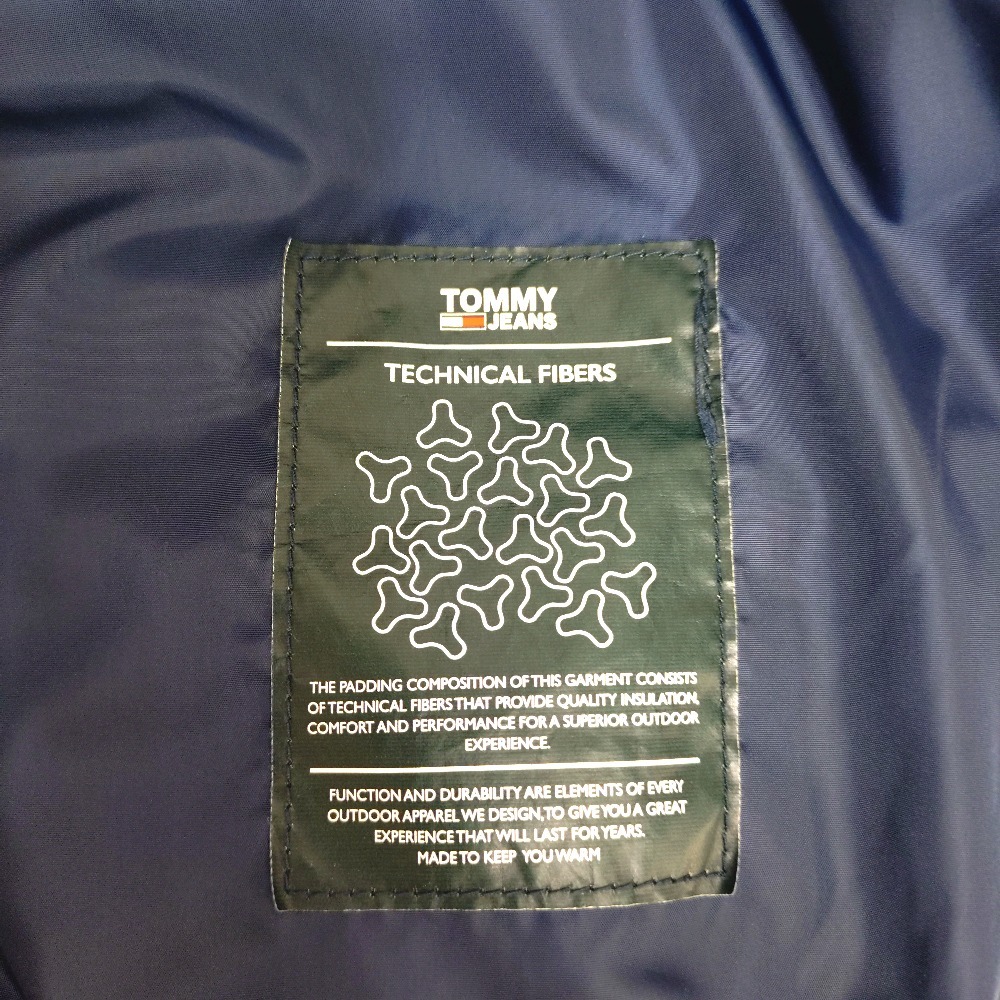 TOMMY
JEANS
TECHNICAL FIBERS
THE PADDING COMPOSITION OF THIS GARMENT CONSISTS
OF TECHNICAL FIBERS THAT PROVIDE QUALITY INSULATION,
COMFORT AND PERFORMANCE FOR A SUPERIOR OUTDOOR
EXPERIENCE.
FUNCTION AND DURABILITY ARE ELEMENTS OF EVERY
OUTDOOR APPAREL WE DESIGN, TO GIVE YOU A GREAT
EXPERIENCE THAT WILL LAST FOR YEARS.
MADE TO KEEP YOU WARM